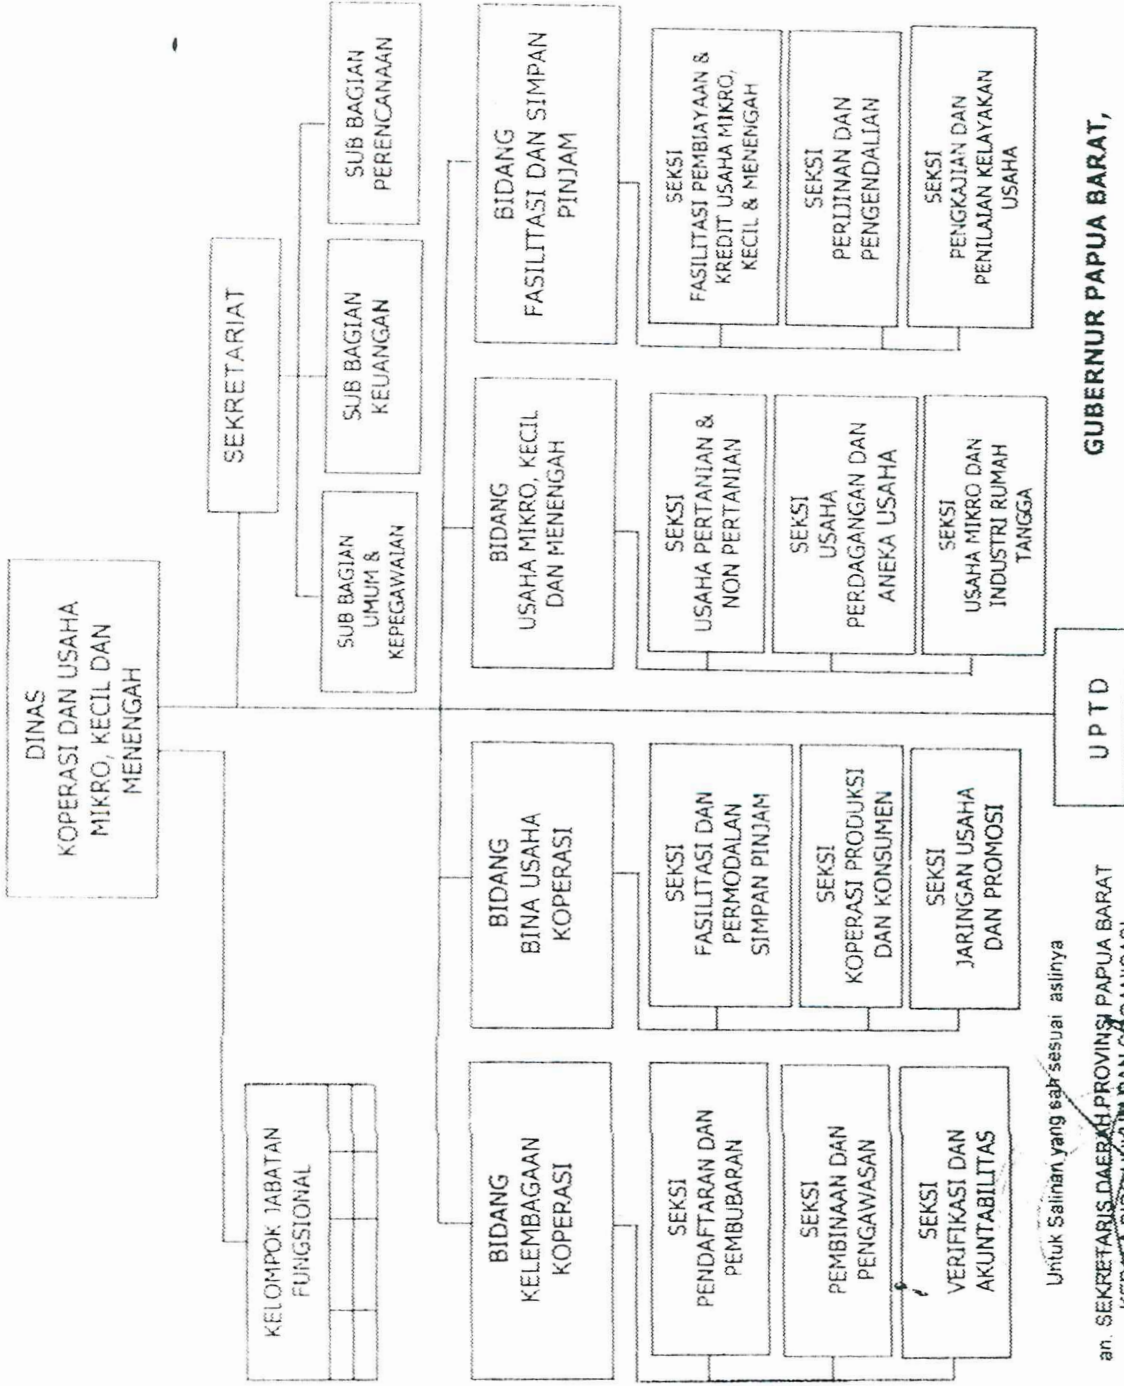 DINAS
KOPERASI DAN USAHA
MIKRO, KECIL DAN
MENENGAH
KELOMPOK JABATAN
FUNGSIONAL
SEKRETARIAT
SUB BAGIAN
UMUM &
KEPEGAWAIAN
SUB BAGIAN
KEUANGAN
SUB BAGIAN
PERENCANAAN
BIDANG
KELEMBAGAAN
KOPERASI
SEKSI
PENDAFTARAN DAN
PEMBUBARAN
SEKSI
PEMBINAAN DAN
PENGAWASAN
SEKSI
VERIFIKASI DAN
AKUNTABILITAS
BIDANG
BINA USAHA
KOPERASI
SEKSI
FASILITASI DAN
PERMODALAN
SIMPAN PINJAM
SEKSI
KOPERASI PRODUKSI
DAN KONSUMEN
SEKSI
JARINGAN USAHA
DAN PROMOSI
BIDANG
USAHA MIKRO, KECIL
DAN MENENGAH
SEKSI
USAHA PERTANIAN &
NON PERTANIAN
SEKSI
USAHA
PERDAGANGAN DAN
ANEKA USAHA
SEKSI
USAHA MIKRO DAN
INDUSTRI RUMAH
TANGGA
BIDANG
FASILITASI DAN SIMPAN
PINJAM
SEKSI
FASILITASI PEMBIAYAAN &
KREDIT USAHA MIKRO,
KECIL & MENENGAH
SEKSI
PERIJINAN DAN
PENGENDALIAN
SEKSI
PENGKAJIAN DAN
PENILAIAN KELAYAKAN
USAHA
UPTD
GUBERNUR PAPUA BARAT,
Untuk Salinan yang sah sesuai aslinya
an. SEKRETARIS DAERAH PROVINSI PAPUA BARAT